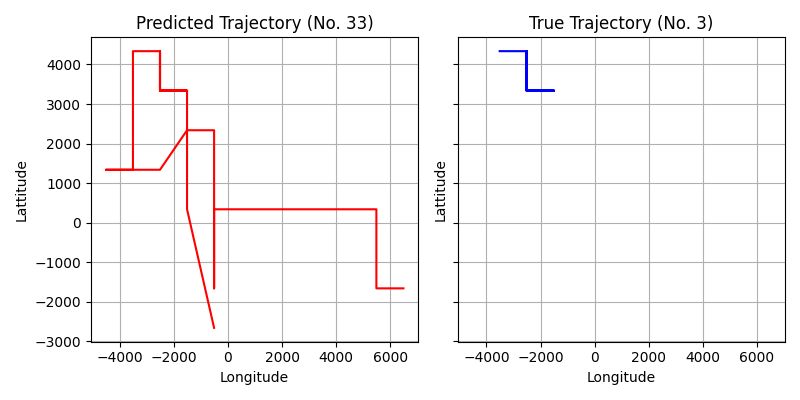 Predicted Trajectory (No. 33)
True Trajectory (No. 3)
4000
3000
2000
1000
0
−1000
−2000
−3000
Lattitude
Lattitude
−4000 −2000 0 2000 4000 6000
−4000 −2000 0 2000 4000 6000
Longitude
Longitude